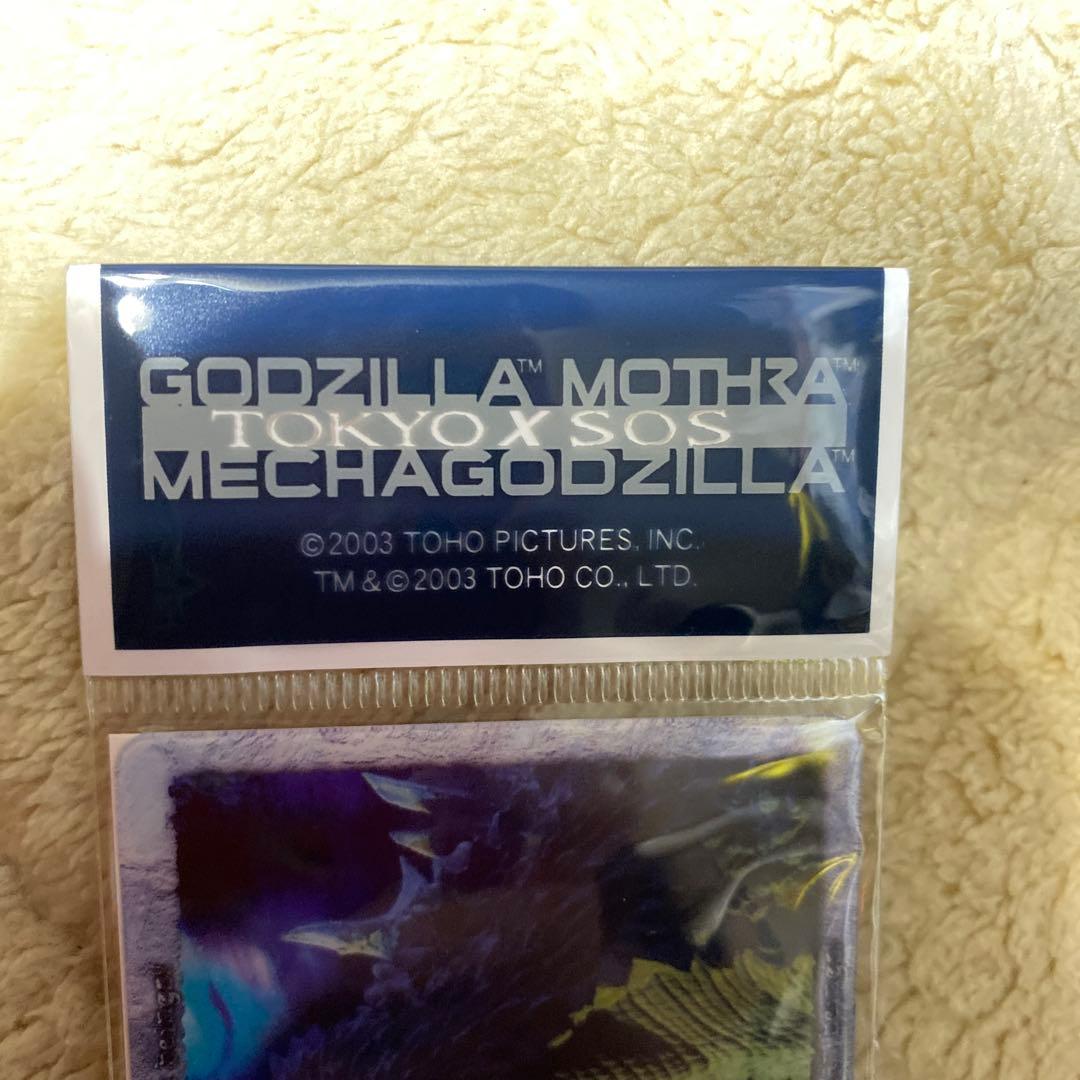 GODZILLA™ MOTHRA™
TOKYO X SOS
MECHAGODZILLA™
©2003 TOHO PICTURES, INC.
TM & ©2003 TOHO CO., LTD.